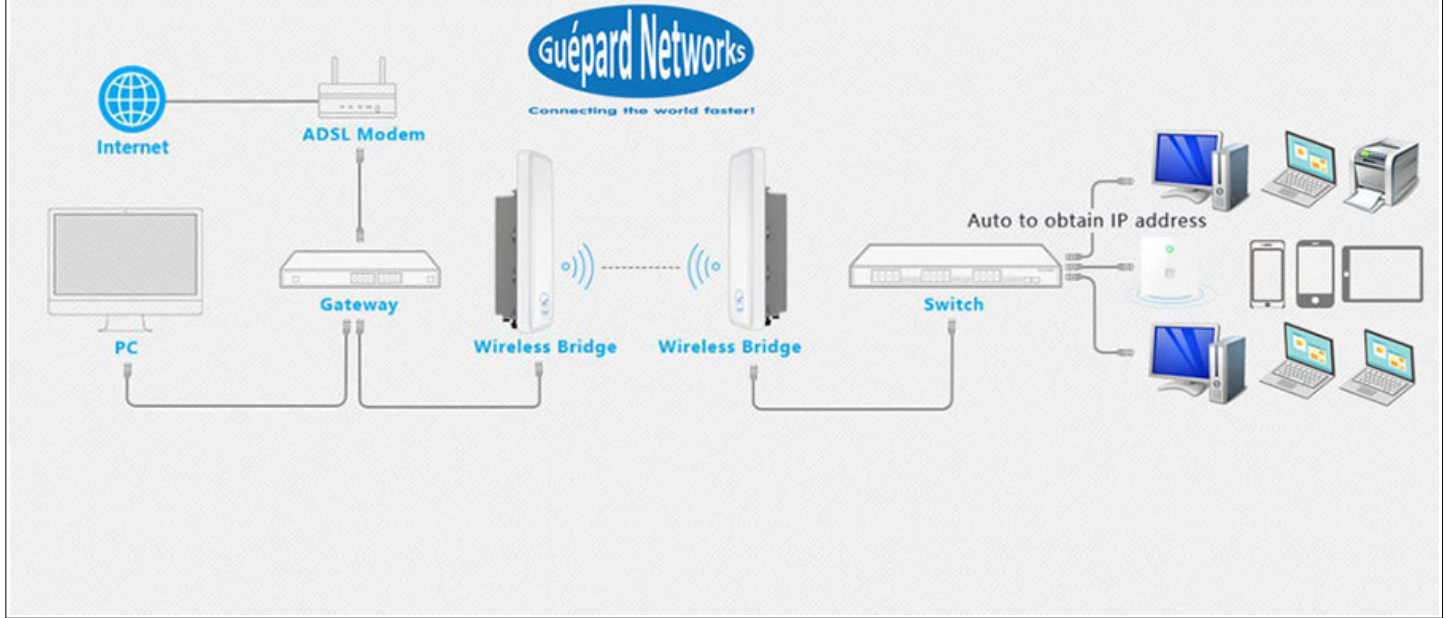 Guépard Networks
Connecting the world faster!
Internet
ADSL Modem
PC
Gateway
Wireless Bridge
Wireless Bridge
Auto to obtain IP address
Switch